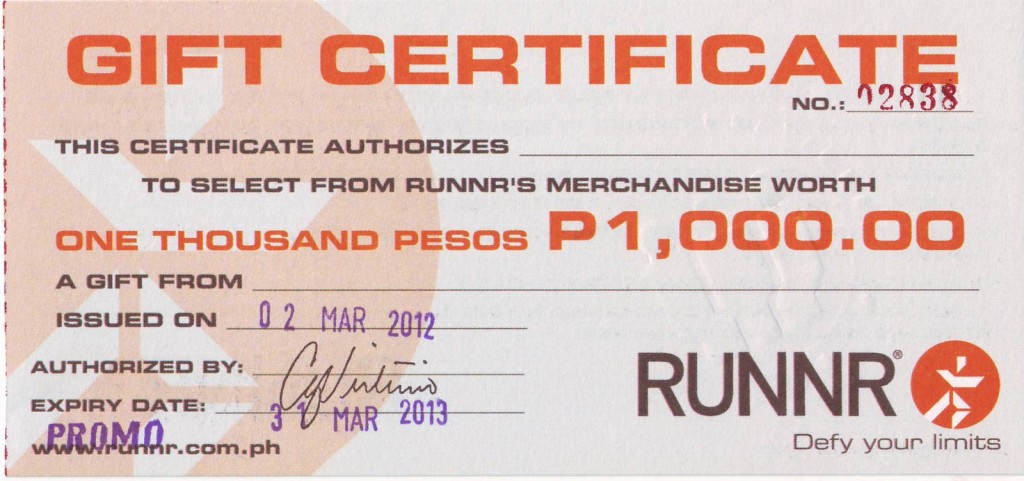 GIFT CERTIFICATE
NO.: 02838
THIS CERTIFICATE AUTHORIZES
TO SELECT FROM RUNNR'S MERCHANDISE WORTH
ONE THOUSAND PESOS P1,000.00
A GIFT FROM
ISSUED ON 02 MAR 2012
AUTHORIZED BY:
EXPIRY DATE: 31 MAR 2013
PROMO
www.runnr.com.ph
RUNNR®
Defy your limits